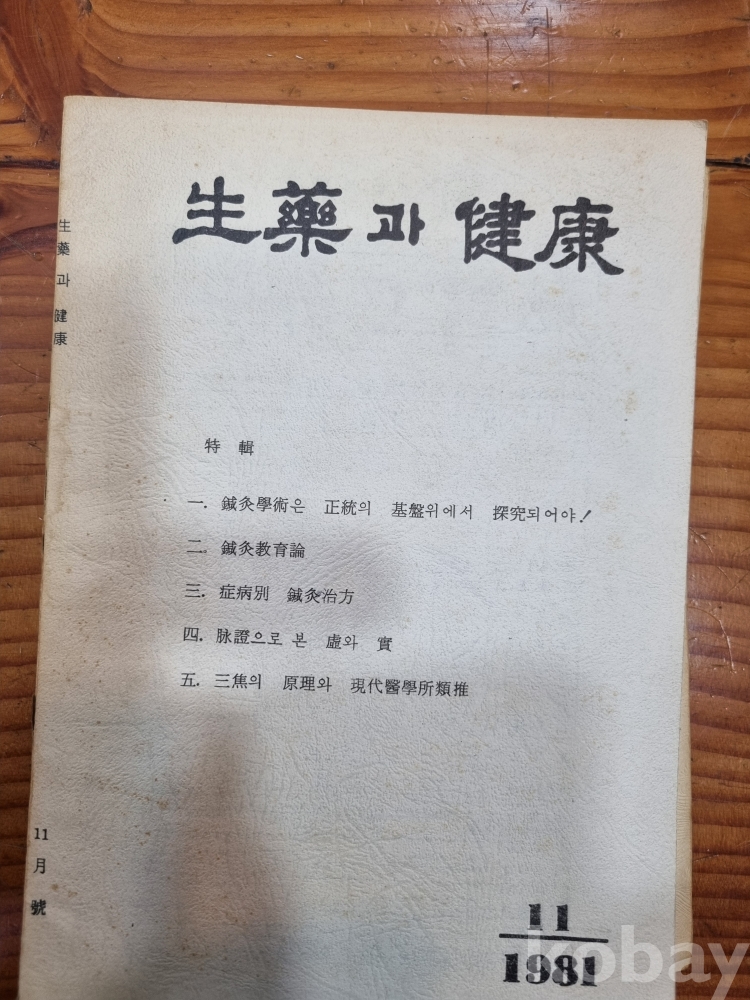 生藥과 健康
生藥과 健康
特輯
一. 鍼灸學術은 正統의 基盤위에서 探究되어야!
二. 鍼灸教育論
三. 症病別 鍼灸治方
四. 脉證으로 본 虛와 實
五. 三焦의 原理와 現代醫學所類推
11月號
11
1981
kobay